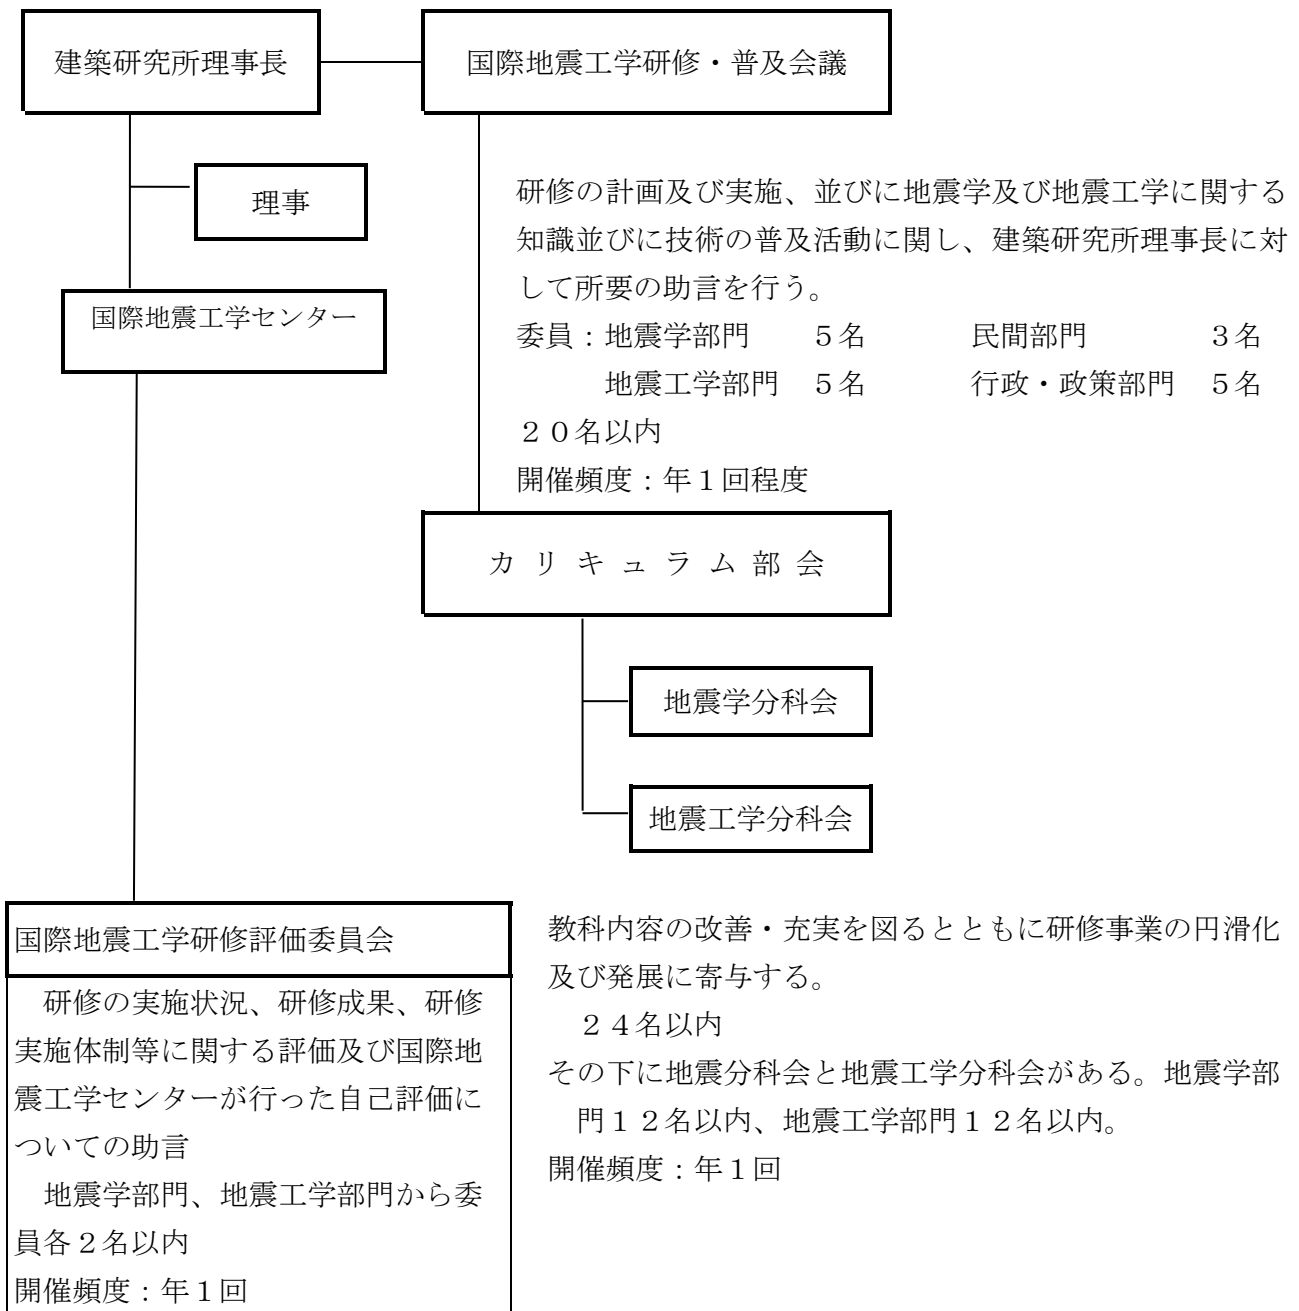 建築研究所理事長
国際地震工学研修・普及会議
理事
国際地震工学センター
研修の計画及び実施、並びに地震学及び地震工学に関する
知識並びに技術の普及活動に関し、建築研究所理事長に対
して所要の助言を行う。
委員：地震学部門　５名　民間部門　３名
地震工学部門　５名　行政・政策部門　５名
２０名以内
開催頻度：年１回程度
カリキュラム部会
地震学分科会
地震工学分科会
国際地震工学研修評価委員会
研修の実施状況、研修成果、研修
実施体制等に関する評価及び国際地
震工学センターが行った自己評価に
ついての助言
地震学部門、地震工学部門から委
員各２名以内
開催頻度：年１回
教科内容の改善・充実を図るとともに研修事業の円滑化
及び発展に寄与する。
２４名以内
その下に地震分科会と地震工学分科会がある。地震学部
門１２名以内、地震工学部門１２名以内。
開催頻度：年１回